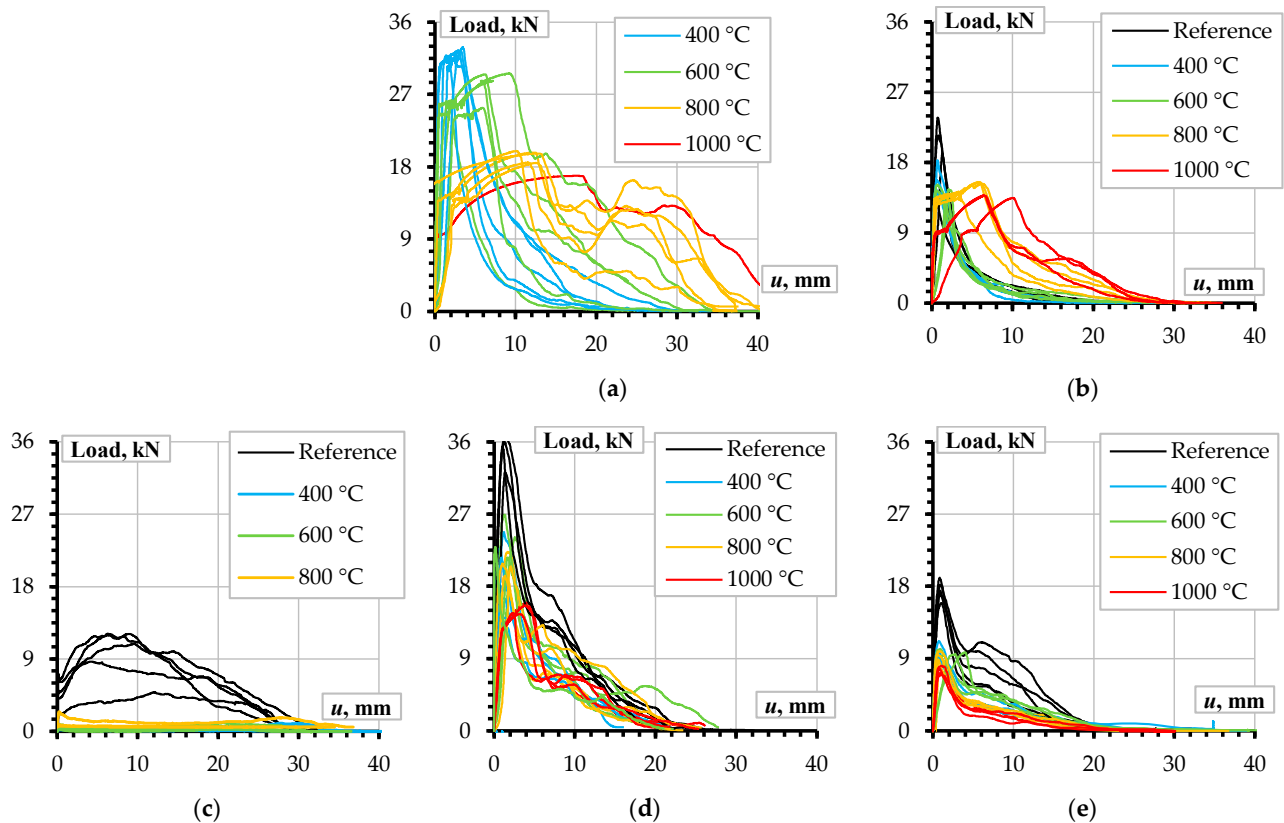 Load, kN
36
27
18
9
0
0 10 20 30 40
u, mm
400 °C
600 °C
800 °C
1000 °C
(a)
Load, kN
36
27
18
9
0
0 10 20 30 40
u, mm
Reference
400 °C
600 °C
800 °C
1000 °C
(b)
Load, kN
36
27
18
9
0
0 10 20 30 40
u, mm
Reference
400 °C
600 °C
800 °C
(c)
Load, kN
36
27
18
9
0
0 10 20 30 40
u, mm
Reference
400 °C
600 °C
800 °C
1000 °C
(d)
Load, kN
36
27
18
9
0
0 10 20 30 40
u, mm
Reference
400 °C
600 °C
800 °C
1000 °C
(e)